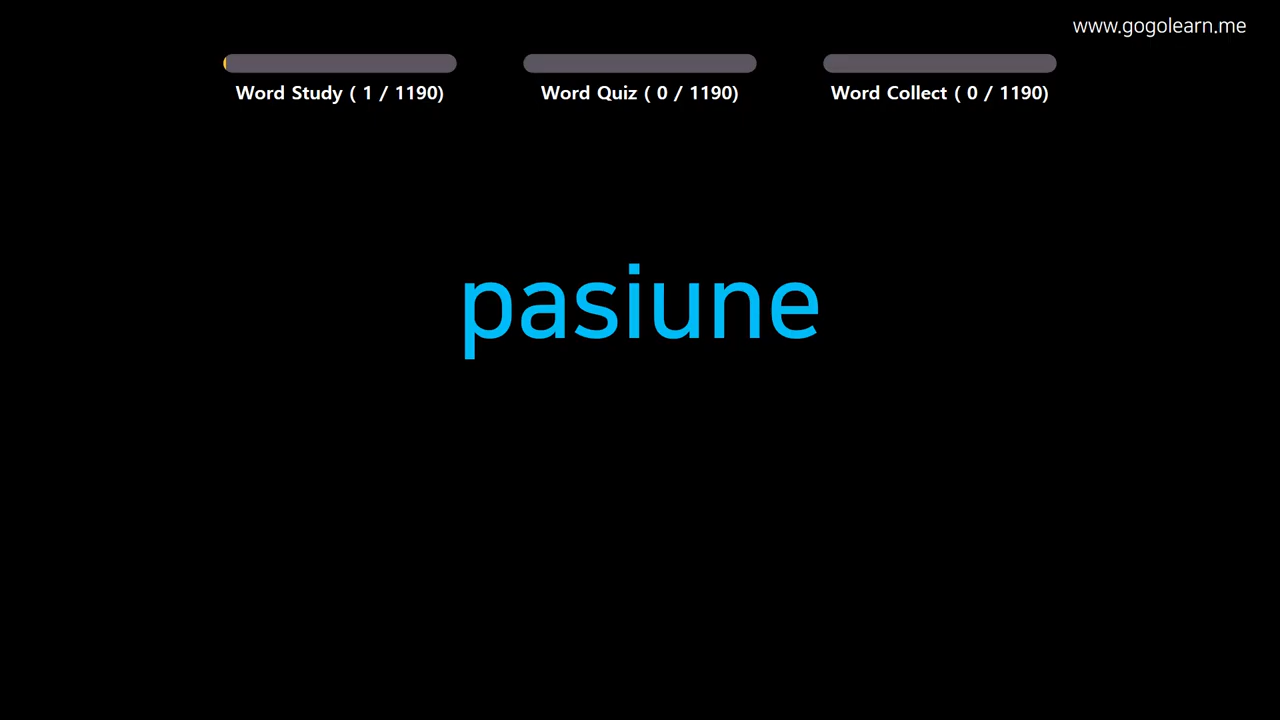 www.gogolearn.me
Word Study ( 1 / 1190)
Word Quiz ( 0 / 1190)
Word Collect ( 0 / 1190)
pasiune